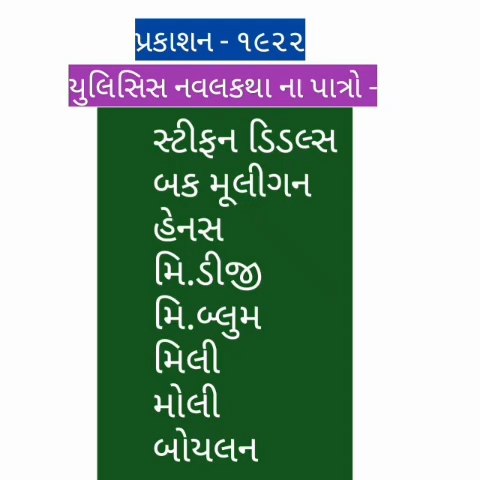 પ્રકાશન - ૧૯૨૨
યુલિસિસ નવલકથા ના પાત્રો -
સ્ટીફન ડિડલ્સ
બક મૂલીગન
હેનસ
મિ.ડીજી
મિ.બ્લુમ
મિલી
મોલી
બોયલન